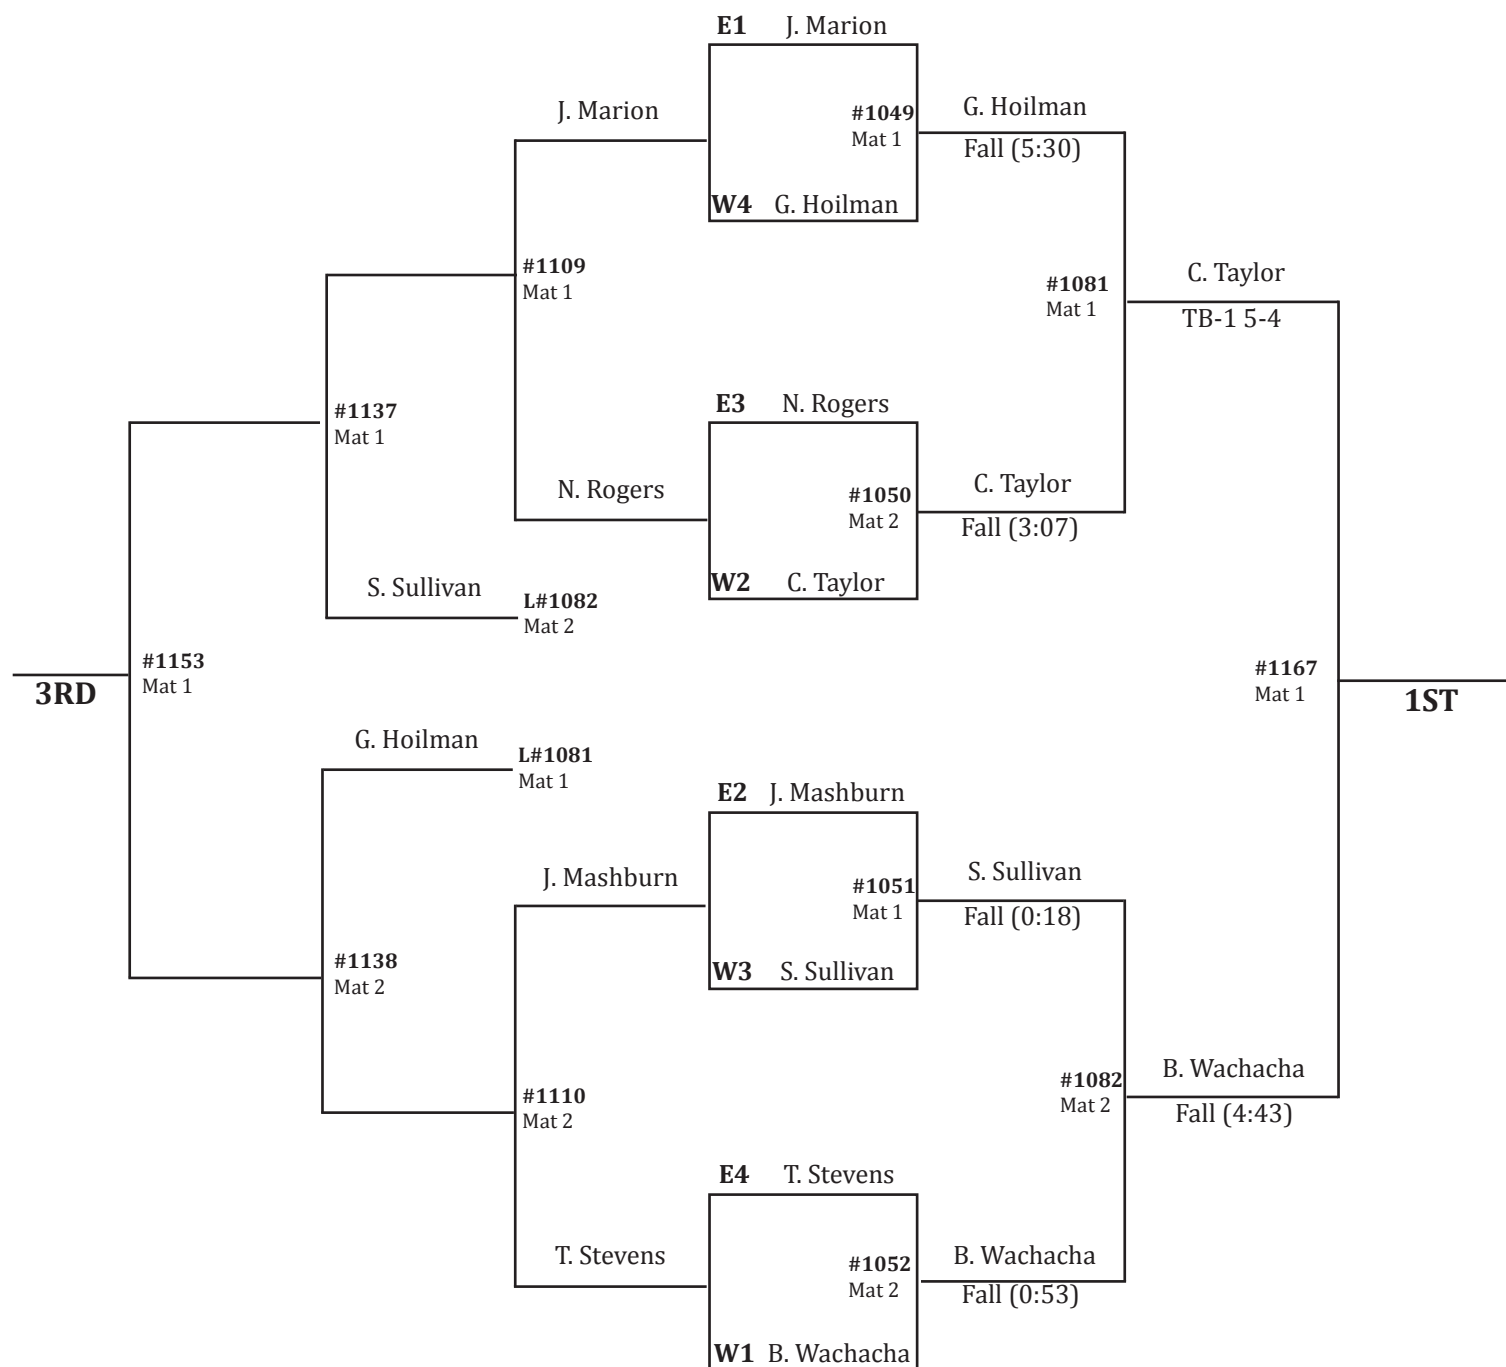 E1 J. Marion
J. Marion
#1049
Mat 1
G. Hoilman
Fall (5:30)
W4 G. Hoilman
#1109
Mat 1
#1081
Mat 1
C. Taylor
TB-1 5-4
#1137
Mat 1
E3 N. Rogers
N. Rogers
#1050
Mat 2
C. Taylor
Fall (3:07)
W2 C. Taylor
S. Sullivan
L#1082
Mat 2
#1153
Mat 1
3RD
#1167
Mat 1
1ST
G. Hoilman
L#1081
Mat 1
E2 J. Mashburn
J. Mashburn
#1051
Mat 1
S. Sullivan
Fall (0:18)
W3 S. Sullivan
#1138
Mat 2
#1110
Mat 2
#1082
Mat 2
B. Wachacha
Fall (4:43)
E4 T. Stevens
T. Stevens
#1052
Mat 2
B. Wachacha
Fall (0:53)
W1 B. Wachacha